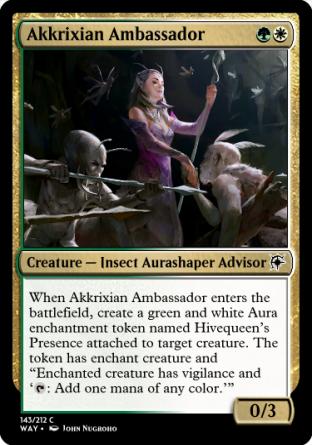 Akkrixian Ambassador
Creature — Insect Aurashaper Advisor
When Akkrixian Ambassador enters the
battlefield, create a green and white Aura
enchantment token named Hivequeen's
Presence attached to target creature. The
token has enchant creature and
“Enchanted creature has vigilance and
‘: Add one mana of any color.’”
0/3
143/212 C
WAY • John Nugroho